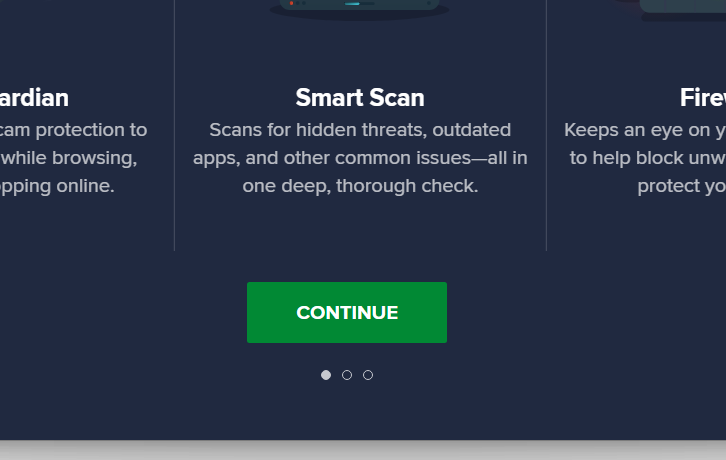 ardian
cam protection to
while browsing,
opping online.
Smart Scan
Scans for hidden threats, outdated
apps, and other common issues—all in
one deep, thorough check.
Firew
Keeps an eye on y
to help block unw
protect yo
CONTINUE